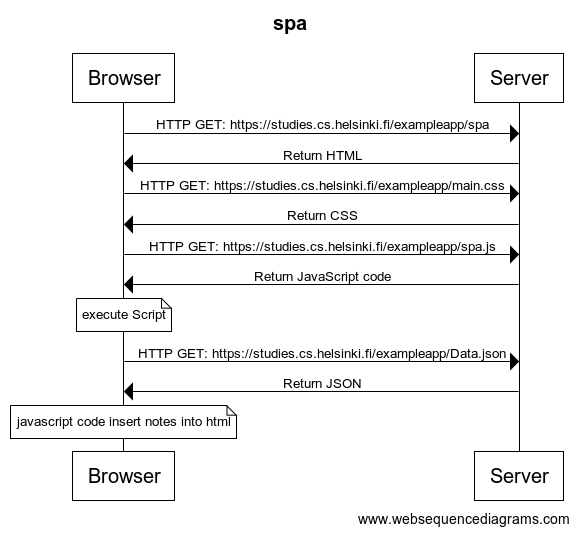 spa
Browser
Server
HTTP GET: https://studies.cs.helsinki.fi/exampleapp/spa
Return HTML
HTTP GET: https://studies.cs.helsinki.fi/exampleapp/main.css
Return CSS
HTTP GET: https://studies.cs.helsinki.fi/exampleapp/spa.js
Return JavaScript code
execute Script
HTTP GET: https://studies.cs.helsinki.fi/exampleapp/Data.json
Return JSON
javascript code insert notes into html
Browser
Server
www.websequencediagrams.com